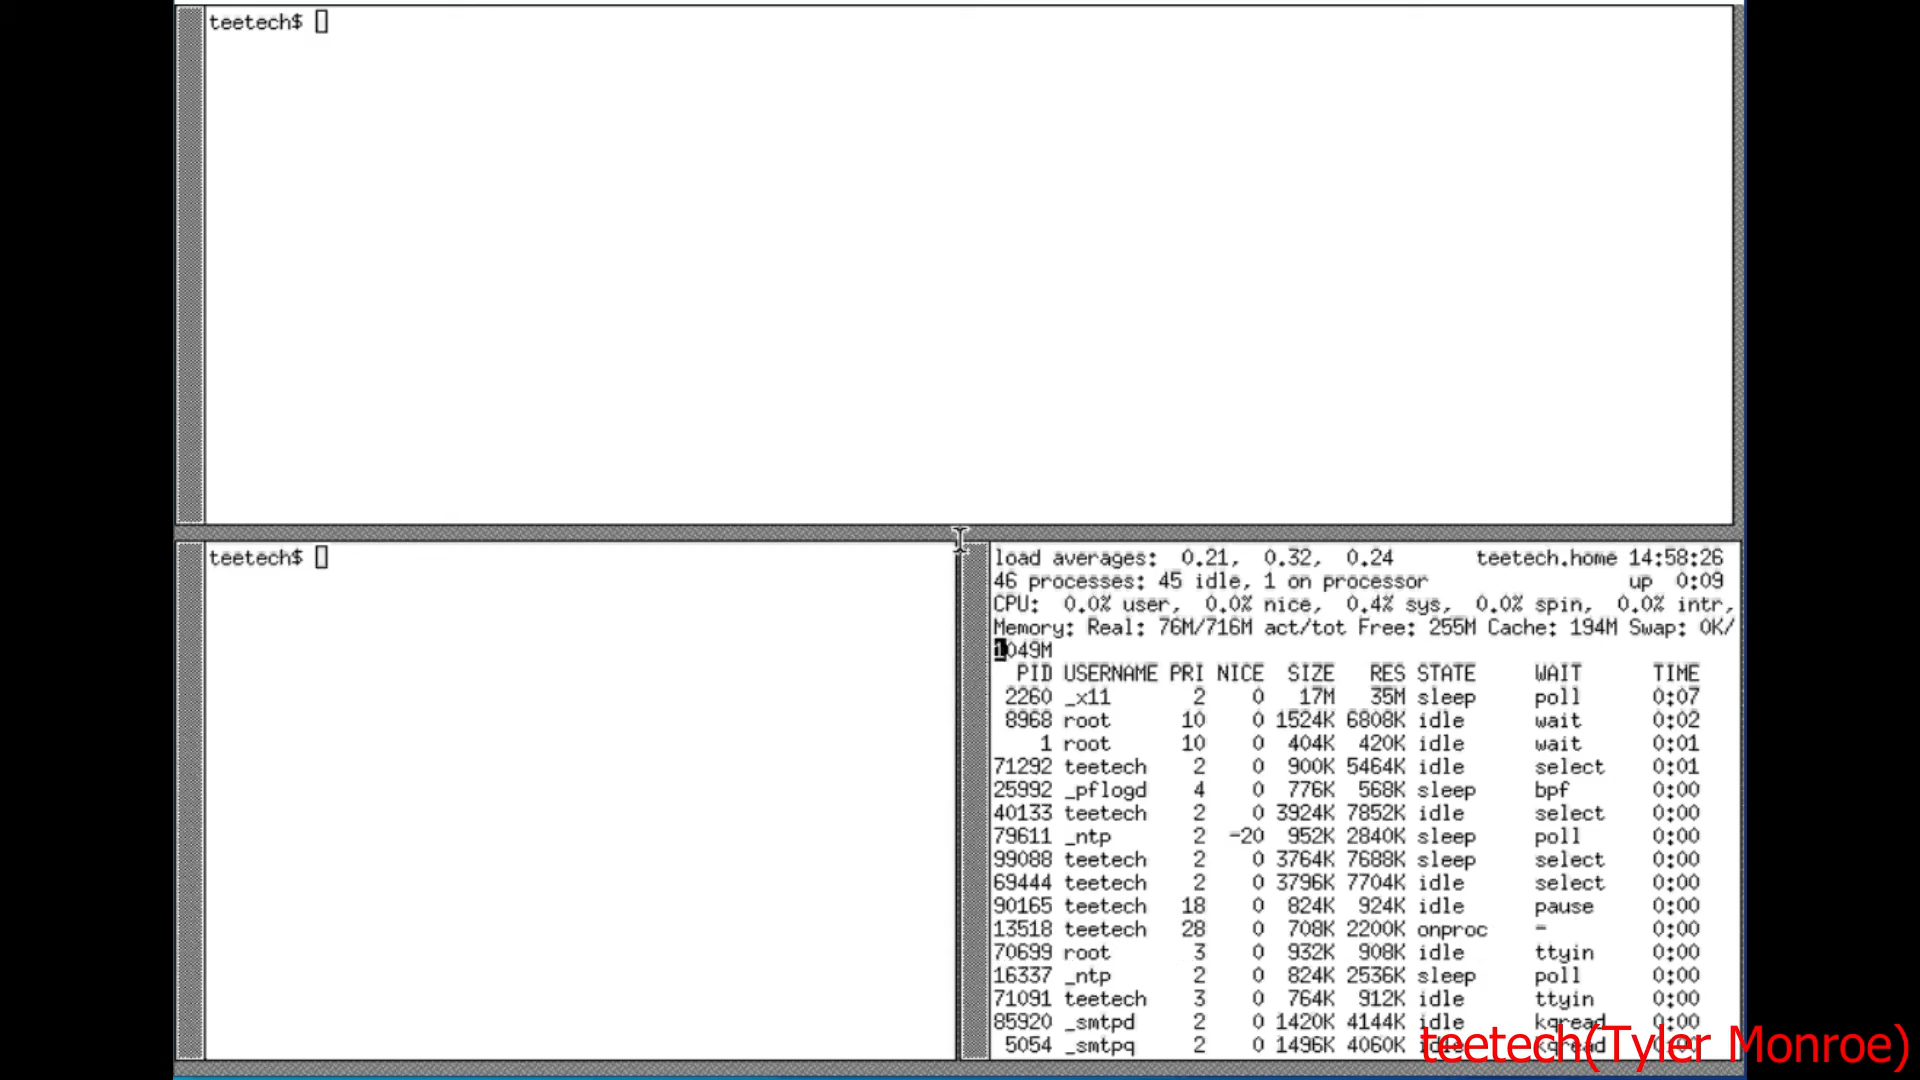 teetech$
teetech$
load averages:  0.21,  0.32,  0.24       teetech.home 14:58:26
46 processes: 45 idle, 1 on processor                 up  0:09
CPU:  0.0% user,  0.0% nice,  0.4% sys,  0.0% spin,  0.0% intr,
Memory: Real: 76M/716M act/tot Free: 255M Cache: 194M Swap: 0K/
1049M
  PID USERNAME PRI NICE  SIZE   RES STATE     WAIT      TIME
 2260 _x11       2    0   17M   35M sleep     poll      0:07
 8968 root      10    0 1524K 6808K idle      wait      0:02
    1 root      10    0  404K  420K idle      wait      0:01
71292 teetech    2    0  900K 5464K idle      select    0:01
25992 _pflogd    4    0  776K  568K sleep     bpf       0:00
40133 teetech    2    0 3924K 7852K idle      select    0:00
79611 _ntp       2  -20  952K 2840K sleep     poll      0:00
99088 teetech    2    0 3764K 7688K sleep     select    0:00
69444 teetech    2    0 3796K 7704K idle      select    0:00
90165 teetech   18    0  824K  924K idle      pause     0:00
13518 teetech   28    0  708K 2200K onproc    -         0:00
70699 root       3    0  932K  908K idle      ttyin     0:00
16337 _ntp       2    0  824K 2536K sleep     poll      0:00
71091 teetech    3    0  764K  912K idle      ttyin     0:00
85920 _smtpd     2    0 1420K 4144K idle      kqread    0:00
 5054 _smtpq     2    0 1496K 4060K idle      kqread    0:00
teetech(Tyler Monroe)